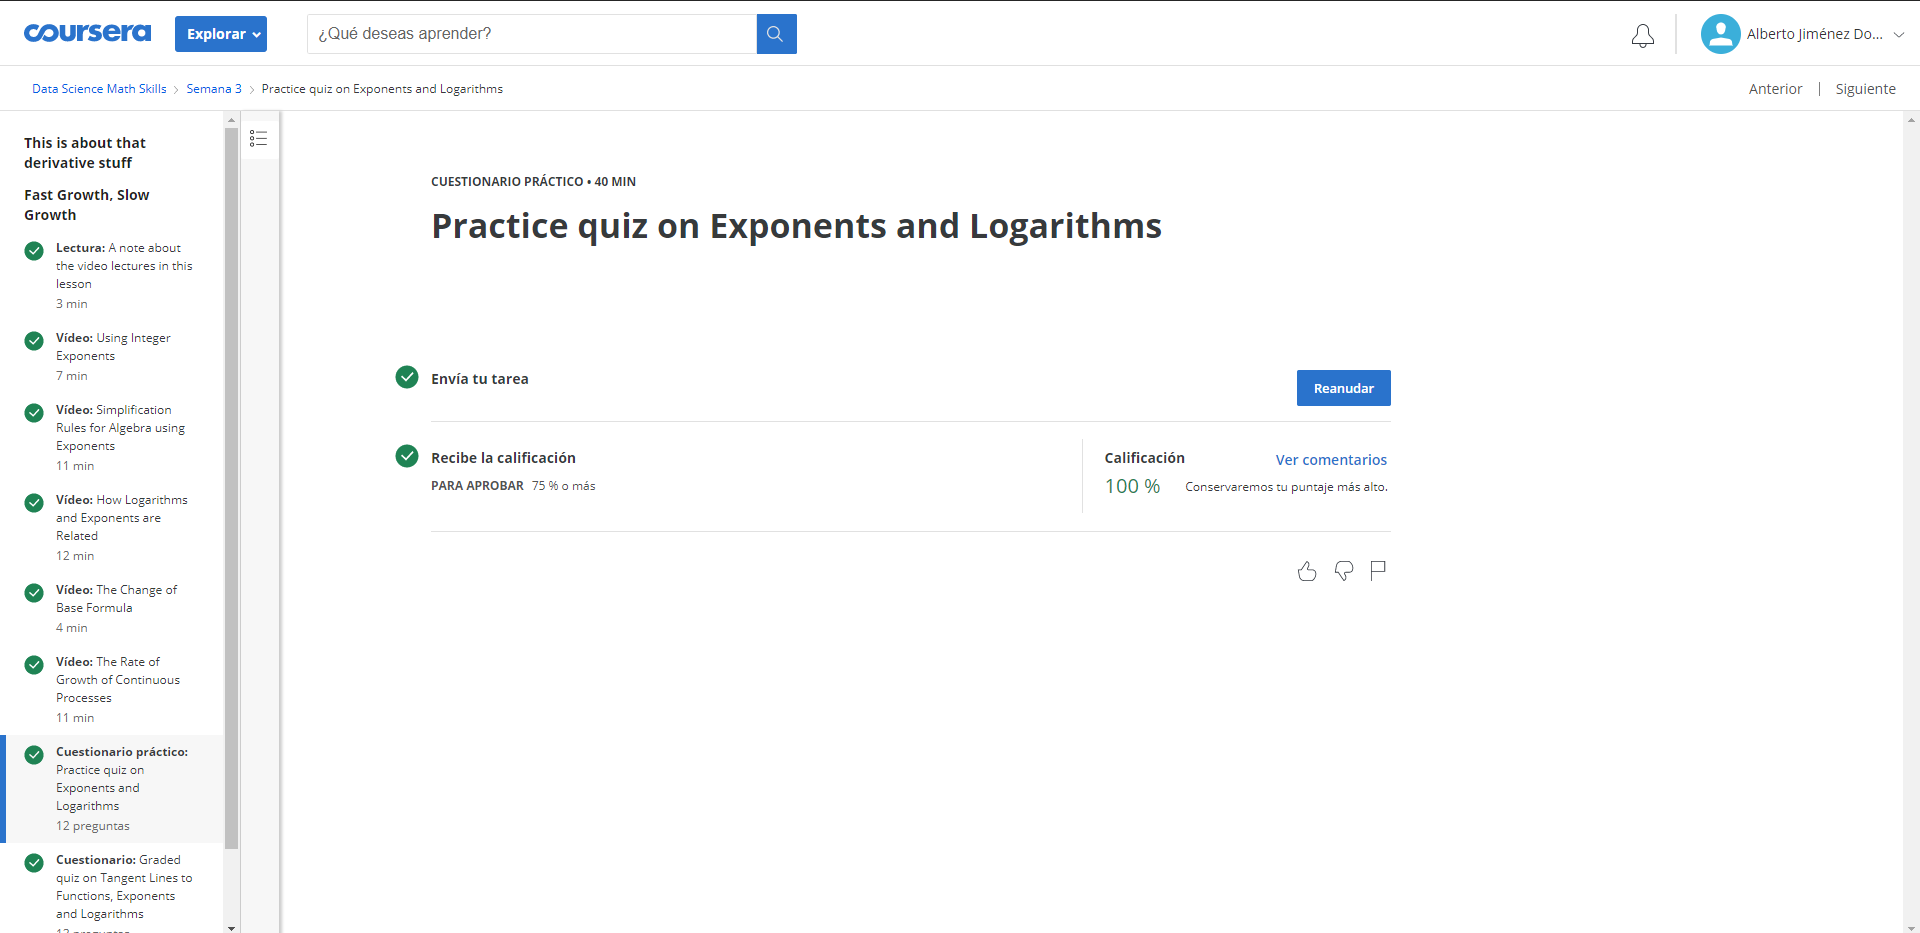 coursera
Explorar
¿Qué deseas aprender?
Alberto Jiménez Do...
Data Science Math Skills
Semana 3
Practice quiz on Exponents and Logarithms
Anterior
Siguiente
This is about that
derivative stuff
Fast Growth, Slow
Growth
Lectura: A note about
the video lectures in this
lesson
3 min
Vídeo: Using Integer
Exponents
7 min
Vídeo: Simplification
Rules for Algebra using
Exponents
11 min
Vídeo: How Logarithms
and Exponents are
Related
12 min
Vídeo: The Change of
Base Formula
4 min
Vídeo: The Rate of
Growth of Continuous
Processes
11 min
Cuestionario práctico:
Practice quiz on
Exponents and
Logarithms
12 preguntas
Cuestionario: Graded
quiz on Tangent Lines to
Functions, Exponents
and Logarithms
CUESTIONARIO PRÁCTICO • 40 MIN
Practice quiz on Exponents and Logarithms
Envía tu tarea
Reanudar
Recibe la calificación
PARA APROBAR 75 % o más
Calificación
Ver comentarios
100 %
Conservaremos tu puntaje más alto.